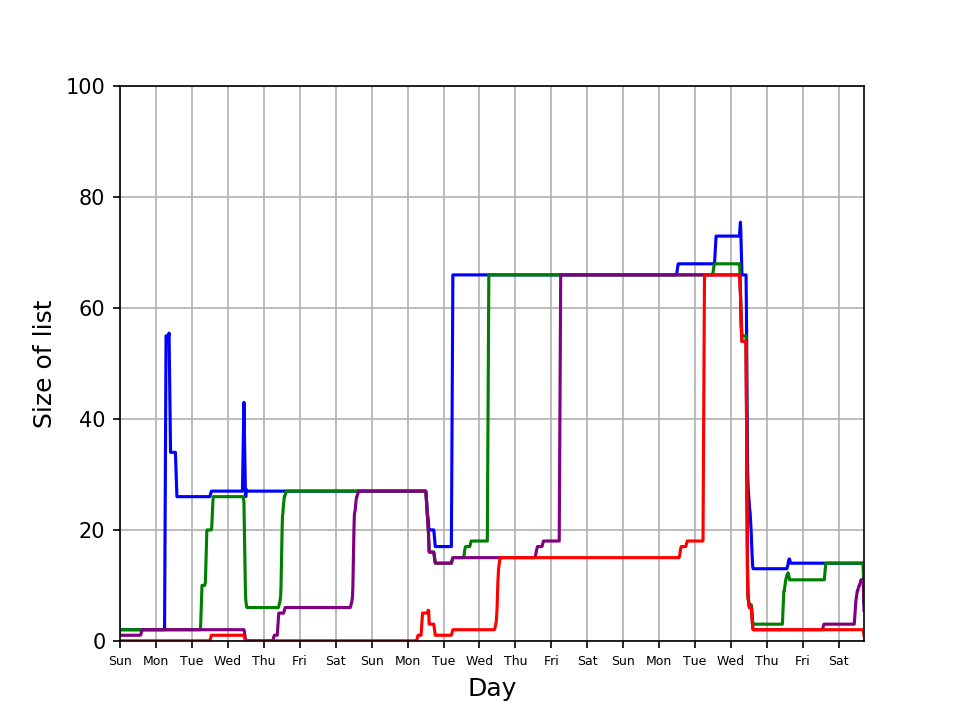 100
80
60
40
20
0
Size of list
Sun Mon Tue Wed Thu Fri Sat Sun Mon Tue Wed Thu Fri Sat Sun Mon Tue Wed Thu Fri Sat
Day